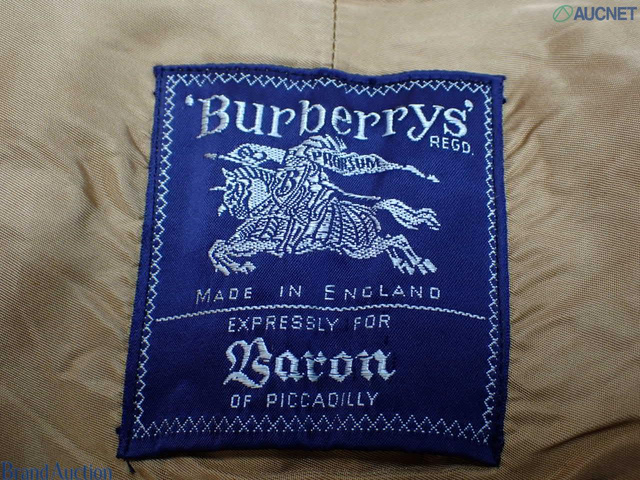 AUCNET
'Burberrys'
REGD.
PRORSUM
B
MADE IN ENGLAND
EXPRESSLY FOR
Baron
OF PICCADILLY
Brand Auction